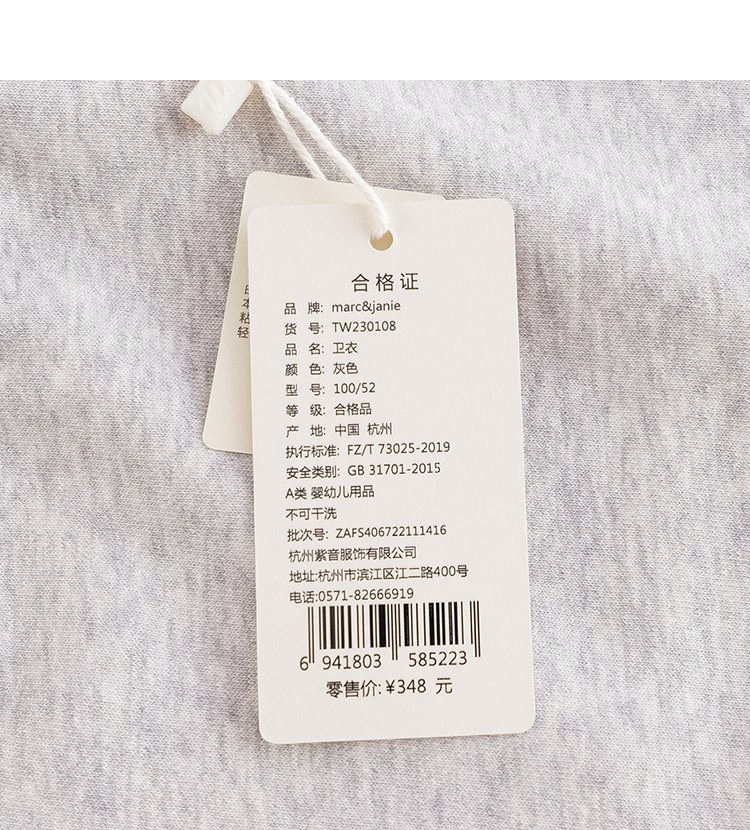 合格证
品 牌: marc&janie
货 号: TW230108
品 名: 卫衣
颜 色: 灰色
型 号: 100/52
等 级: 合格品
产 地: 中国 杭州
执行标准: FZ/T 73025-2019
安全类别: GB 31701-2015
A类 婴幼儿用品
不可干洗
批次号: ZAFS406722111416
杭州紫音服饰有限公司
地址:杭州市滨江区江二路400号
电话:0571-82666919
6 941803 585223
零售价:¥348 元
本
粘
轻